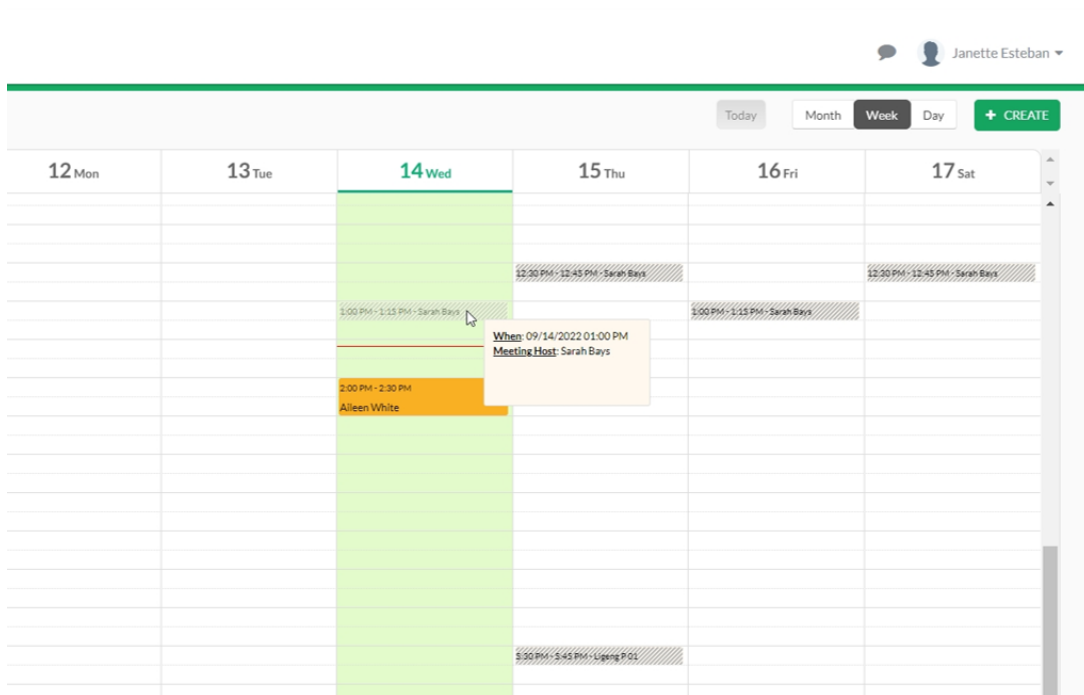 Janette Esteban
Today Month Week Day + CREATE
12 Mon 13 Tue 14 Wed 15 Thu 16 Fri 17 Sat
12:30 PM - 12:45 PM - Sarah Bays
12:30 PM - 12:45 PM - Sarah Bays
1:00 PM - 1:15 PM - Sarah Bays
1:00 PM - 1:15 PM - Sarah Bays
When: 09/14/2022 01:00 PM
Meeting Host: Sarah Bays
2:00 PM - 2:30 PM
Aileen White
5:30 PM - 5:45 PM - Ligeng P 01